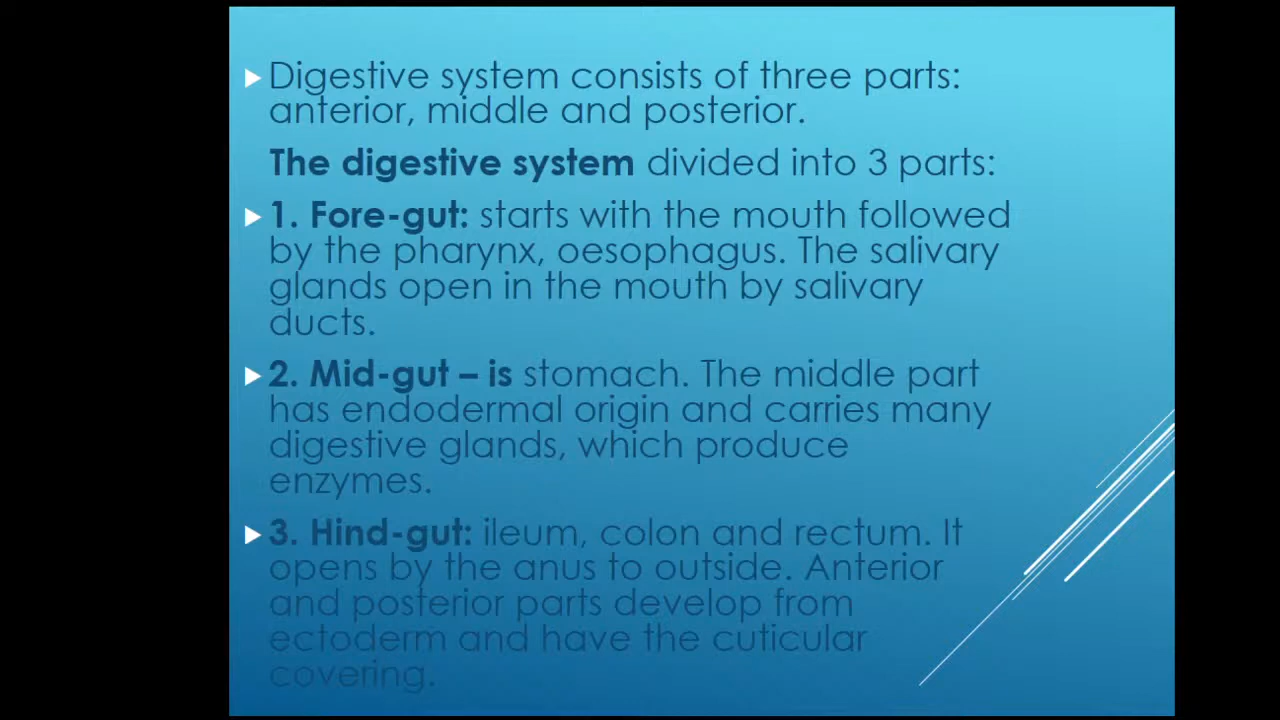 Digestive system consists of three parts:
anterior, middle and posterior.
The digestive system divided into 3 parts:
1. Fore-gut: starts with the mouth followed
by the pharynx, oesophagus. The salivary
glands open in the mouth by salivary
ducts.
2. Mid-gut – is stomach. The middle part
has endodermal origin and carries many
digestive glands, which produce
enzymes.
3. Hind-gut: ileum, colon and rectum. It
opens by the anus to outside. Anterior
and posterior parts develop from
ectoderm and have the cuticular
covering.